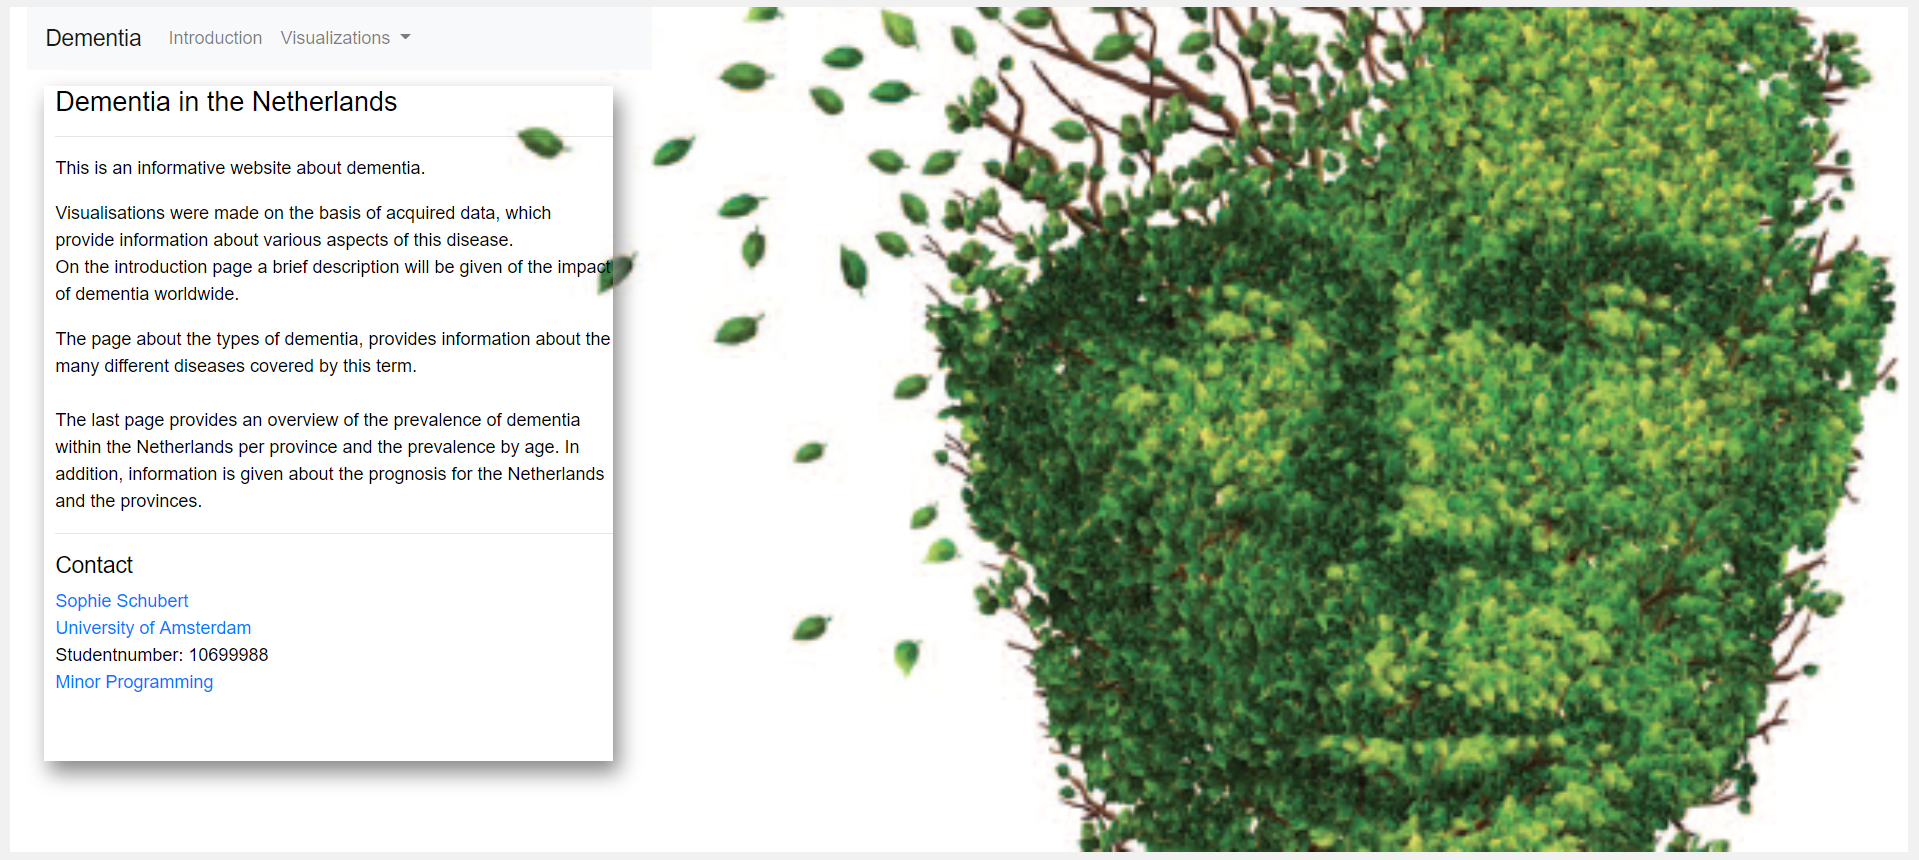 Dementia Introduction Visualizations
Dementia in the Netherlands
This is an informative website about dementia.
Visualisations were made on the basis of acquired data, which
provide information about various aspects of this disease.
On the introduction page a brief description will be given of the impact
of dementia worldwide.
The page about the types of dementia, provides information about the
many different diseases covered by this term.
The last page provides an overview of the prevalence of dementia
within the Netherlands per province and the prevalence by age. In
addition, information is given about the prognosis for the Netherlands
and the provinces.
Contact
Sophie Schubert
University of Amsterdam
Studentnumber: 10699988
Minor Programming